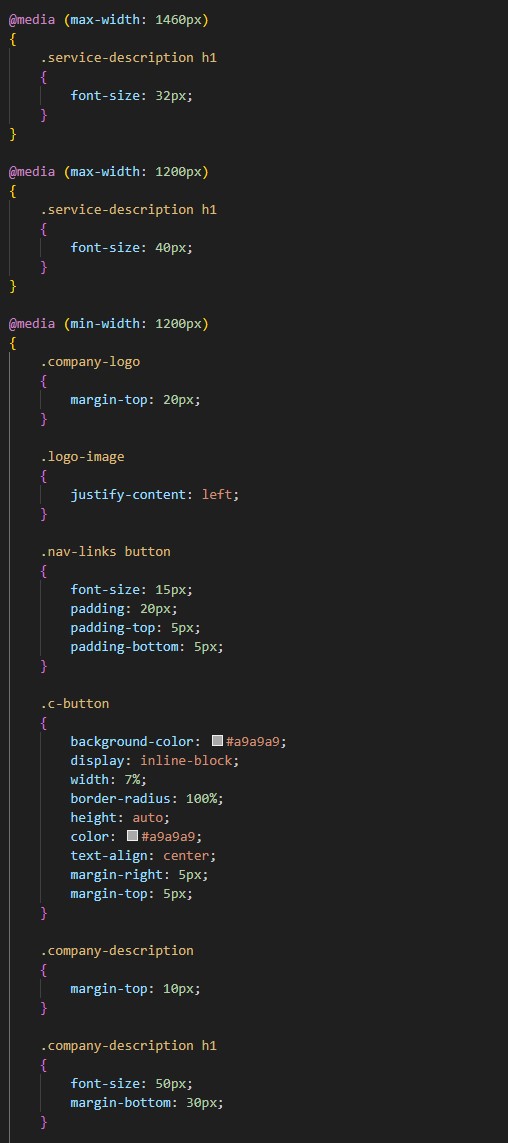 @media (max-width: 1460px)
{
    .service-description h1
    {
        font-size: 32px;
    }
}

@media (max-width: 1200px)
{
    .service-description h1
    {
        font-size: 40px;
    }
}

@media (min-width: 1200px)
{
    .company-logo
    {
        margin-top: 20px;
    }

    .logo-image
    {
        justify-content: left;
    }

    .nav-links button
    {
        font-size: 15px;
        padding: 20px;
        padding-top: 5px;
        padding-bottom: 5px;
    }

    .c-button
    {
        background-color: #a9a9a9;
        display: inline-block;
        width: 7%;
        border-radius: 100%;
        height: auto;
        color: #a9a9a9;
        text-align: center;
        margin-right: 5px;
        margin-top: 5px;
    }

    .company-description
    {
        margin-top: 10px;
    }

    .company-description h1
    {
        font-size: 50px;
        margin-bottom: 30px;
    }